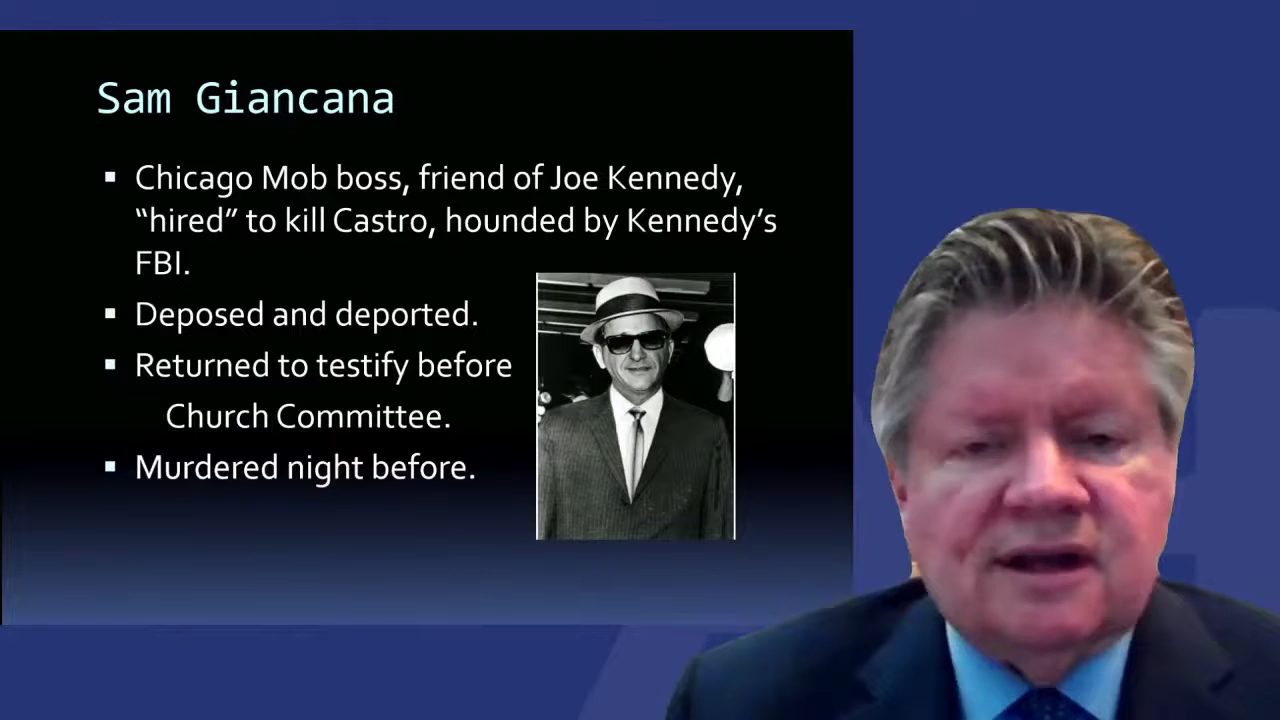 Sam Giancana
▪ Chicago Mob boss, friend of Joe Kennedy,
“hired” to kill Castro, hounded by Kennedy’s
FBI.
▪ Deposed and deported.
▪ Returned to testify before
Church Committee.
▪ Murdered night before.